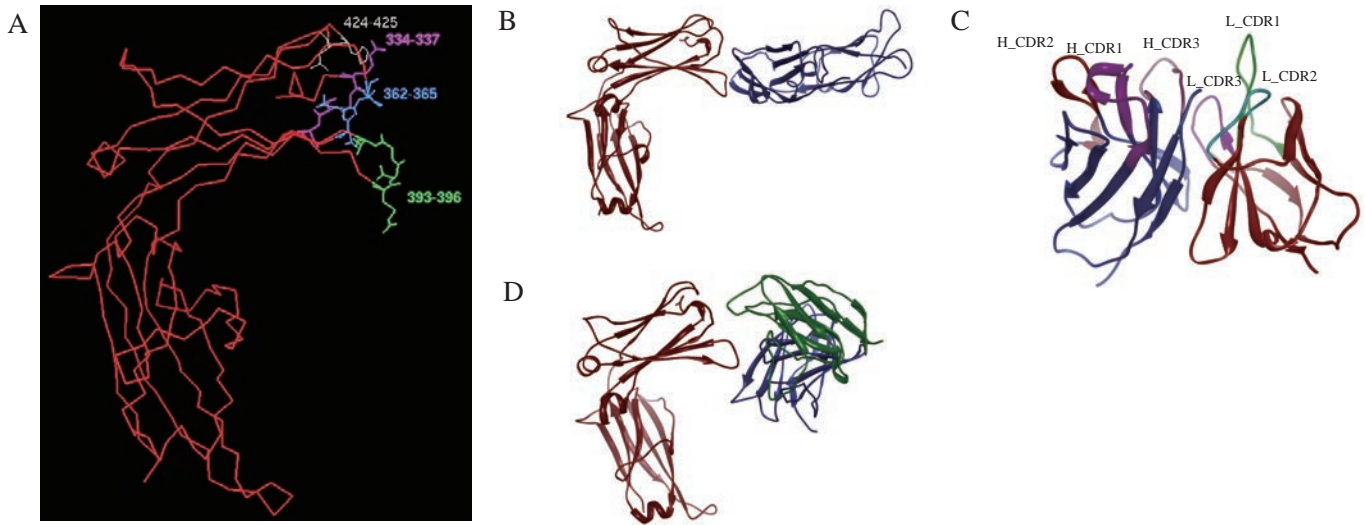 A
424-425
334-337
362-365
393-396
B
C
L_CDR1
H_CDR2
H_CDR1
H_CDR3
L_CDR3
L_CDR2
D